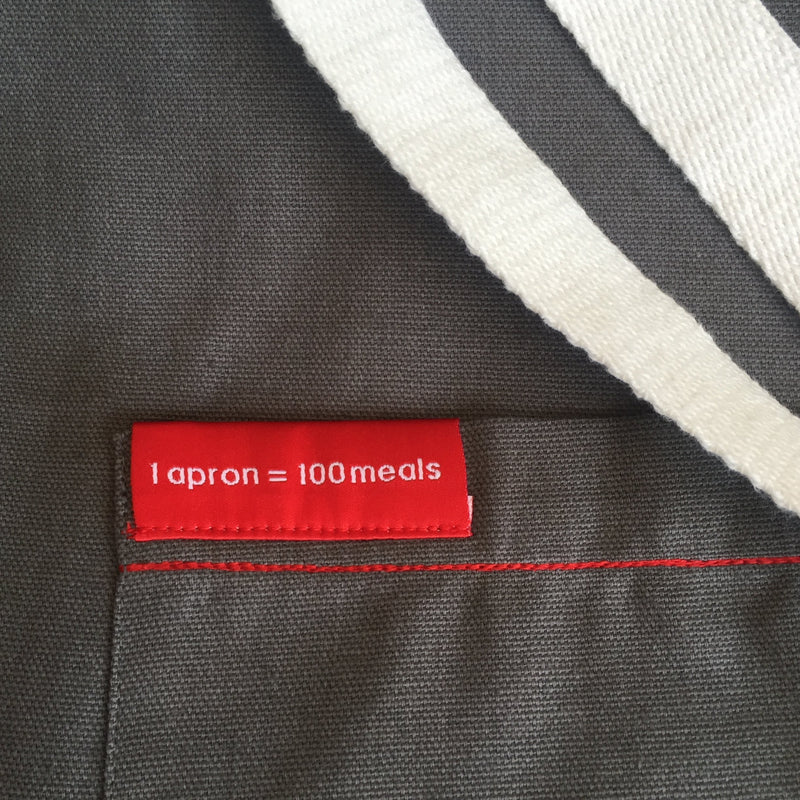 1 apron = 100 meals